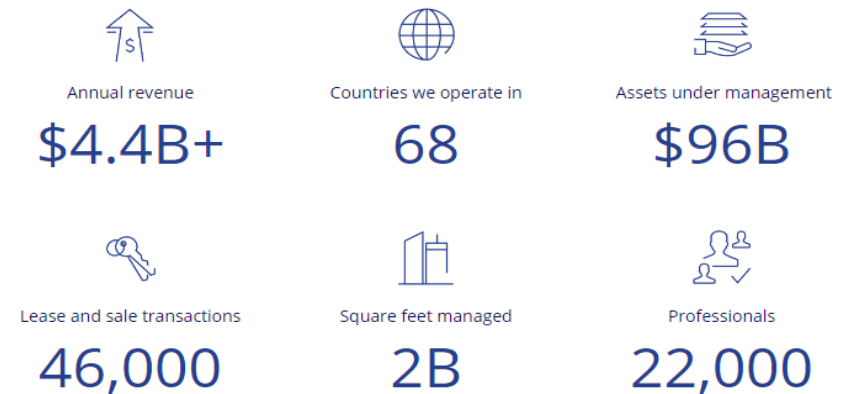 $
Annual revenue
Countries we operate in
Assets under management
$4.4B+
68
$96B
Lease and sale transactions
Square feet managed
Professionals
46,000
2B
22,000